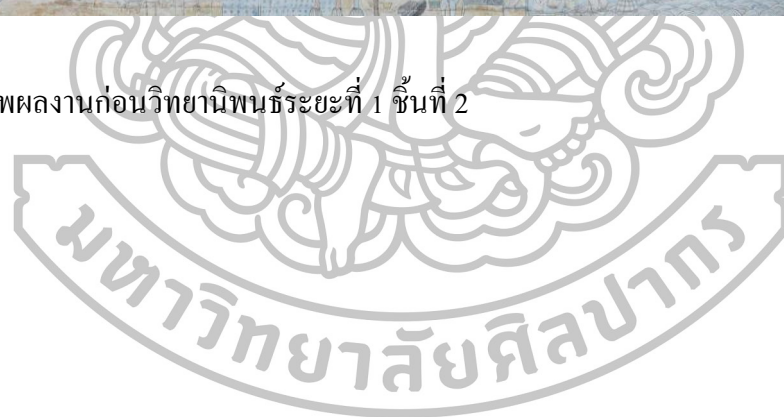 พผลงานก่อนวิทยานิพนธ์ระยะที่ 1 ชิ้นที่ 2
มหาวิทยาลัยศิลปากร